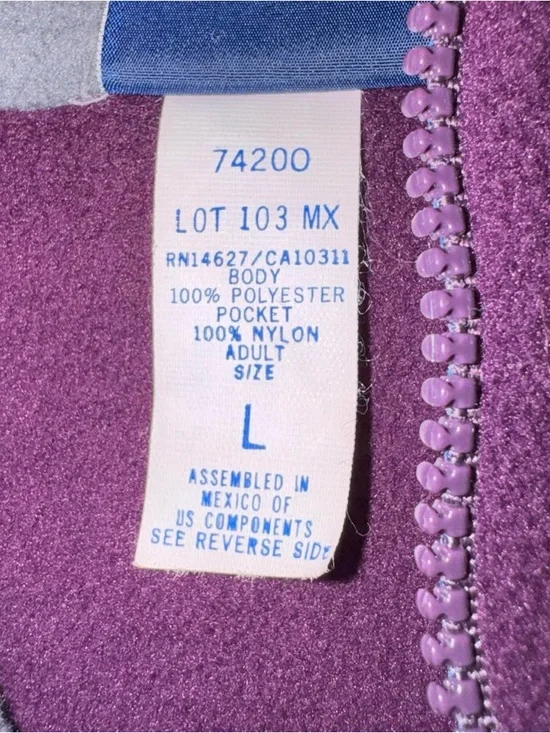 74200
LOT 103 MX
RN14627/CA10311
BODY
100% POLYESTER
POCKET
100% NYLON
ADULT
SIZE
L
ASSEMBLED IN
MEXICO OF
US COMPONENTS
SEE REVERSE SIDE